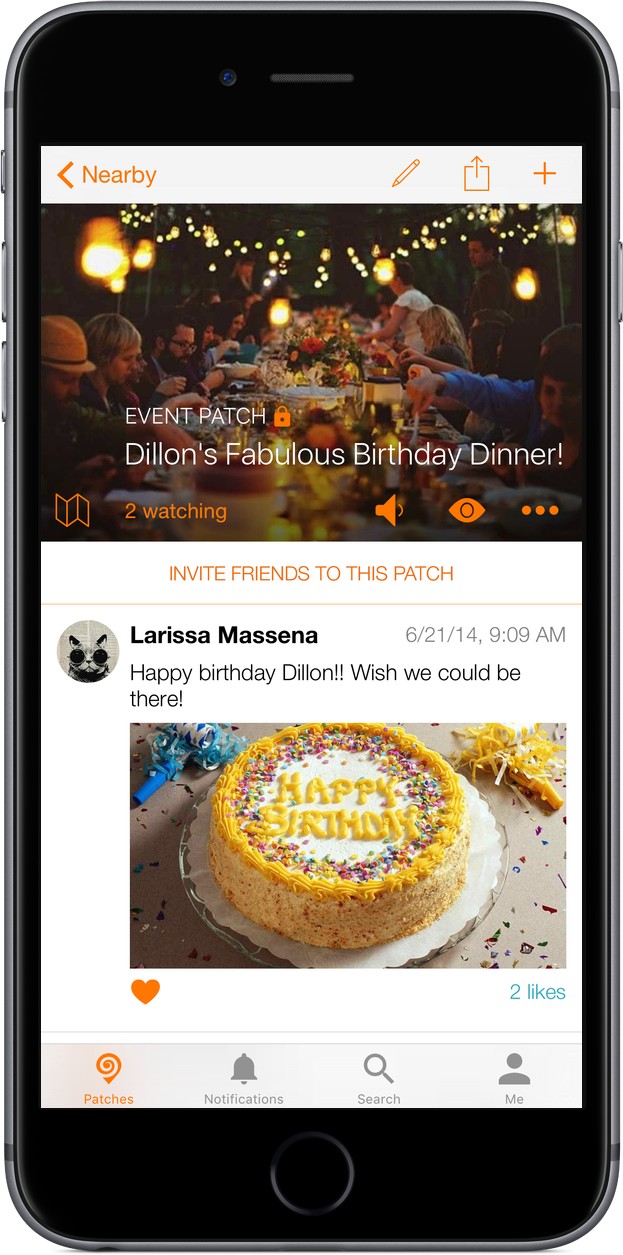 Nearby
EVENT PATCH
Dillon's Fabulous Birthday Dinner!
2 watching
INVITE FRIENDS TO THIS PATCH
Larissa Massena
6/21/14, 9:09 AM
Happy birthday Dillon!! Wish we could be
there!
HAPPY
BIRTHDAY
2 likes
Patches
Notifications
Search
Me